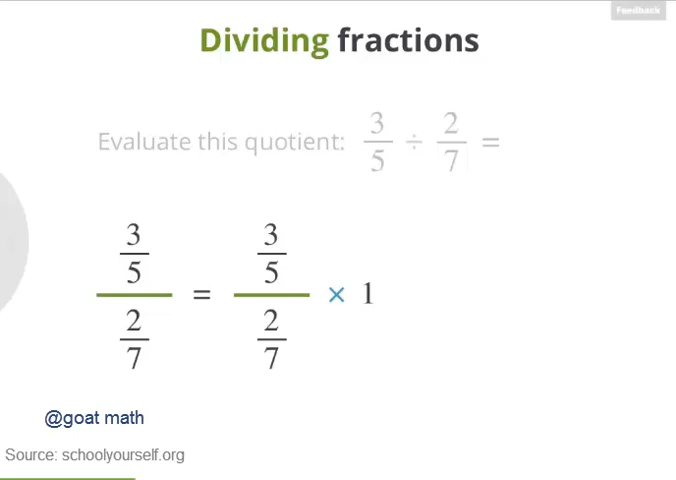 Feedback
Dividing fractions
Evaluate this quotient: 3/5 ÷ 2/7 =
3/5 / 2/7 = 3/5 / 2/7 × 1
@goat math
Source: schoolyourself.org